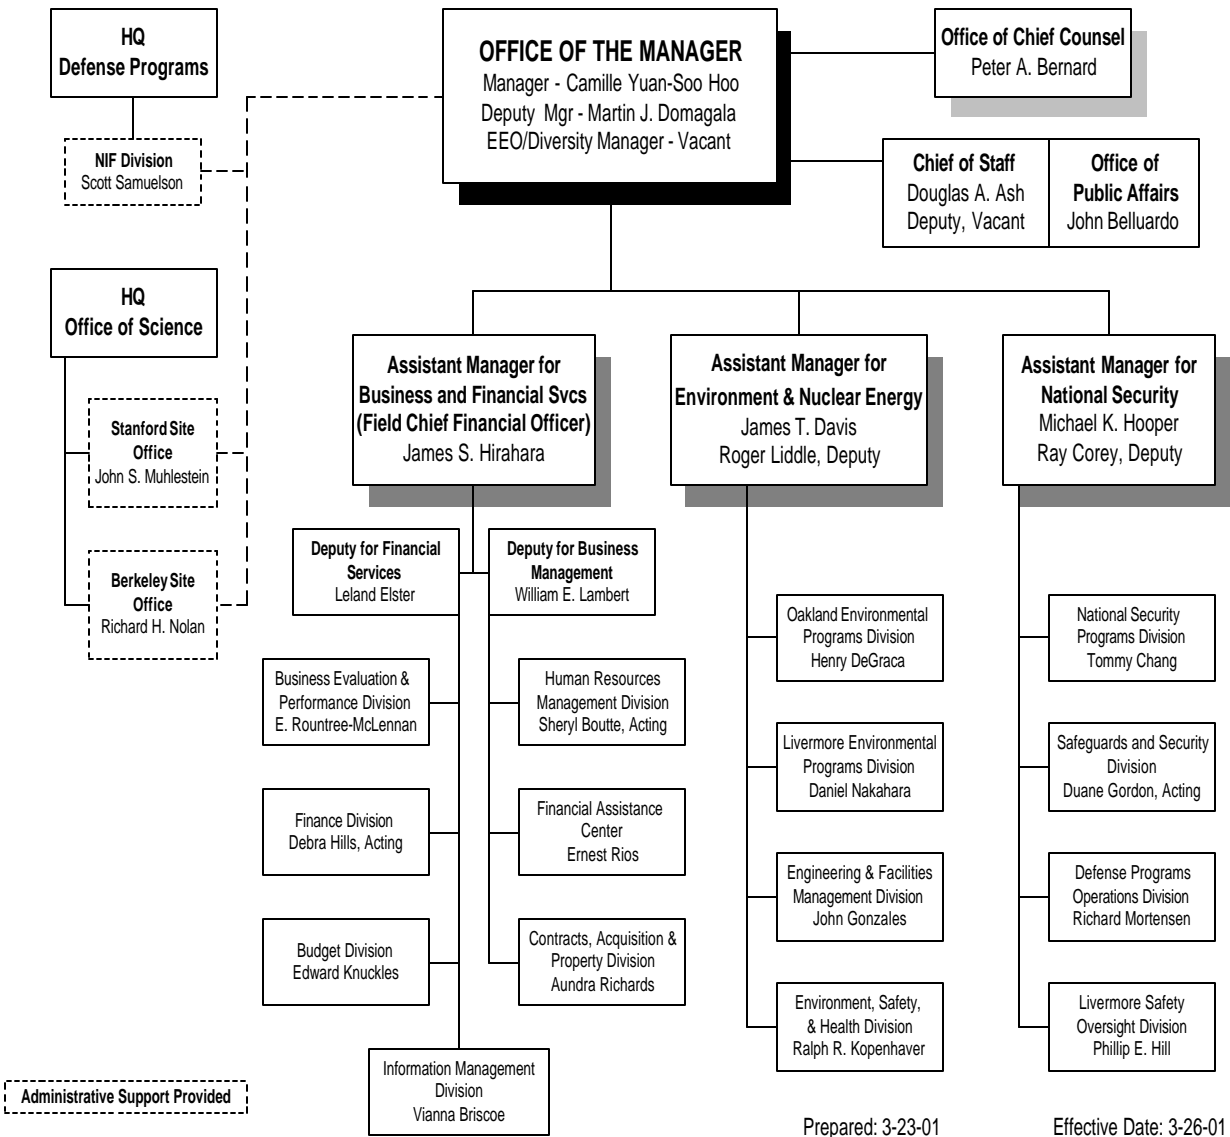 HQ
Defense Programs
NIF Division
Scott Samuelson
HQ
Office of Science
Stanford Site
Office
John S. Muhlestein
Berkeley Site
Office
Richard H. Nolan
OFFICE OF THE MANAGER
Manager - Camille Yuan-Soo Hoo
Deputy Mgr - Martin J. Domagala
EEO/Diversity Manager - Vacant
Office of Chief Counsel
Peter A. Bernard
Chief of Staff
Douglas A. Ash
Deputy, Vacant
Office of
Public Affairs
John Belluardo
Assistant Manager for
Business and Financial Svcs
(Field Chief Financial Officer)
James S. Hirahara
Assistant Manager for
Environment & Nuclear Energy
James T. Davis
Roger Liddle, Deputy
Assistant Manager for
National Security
Michael K. Hooper
Ray Corey, Deputy
Deputy for Financial
Services
Leland Elster
Deputy for Business
Management
William E. Lambert
Business Evaluation &
Performance Division
E. Rountree-McLennan
Human Resources
Management Division
Sheryl Boutte, Acting
Finance Division
Debra Hills, Acting
Financial Assistance
Center
Ernest Rios
Budget Division
Edward Knuckles
Contracts, Acquisition &
Property Division
Aundra Richards
Information Management
Division
Vianna Briscoe
Oakland Environmental
Programs Division
Henry DeGraca
Livermore Environmental
Programs Division
Daniel Nakahara
Engineering & Facilities
Management Division
John Gonzales
Environment, Safety,
& Health Division
Ralph R. Kopenhaver
National Security
Programs Division
Tommy Chang
Safeguards and Security
Division
Duane Gordon, Acting
Defense Programs
Operations Division
Richard Mortensen
Livermore Safety
Oversight Division
Phillip E. Hill
Administrative Support Provided
Prepared: 3-23-01
Effective Date: 3-26-01